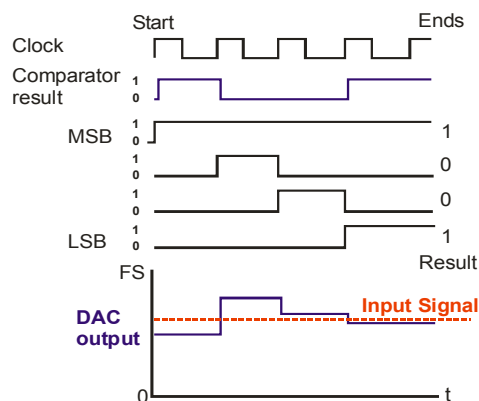 Start Ends
Clock
Comparator
result
1
0
MSB
1
0
1
1
0
0
1
0
0
LSB
1
0
1
FS
Result
Input Signal
DAC
output
0
t